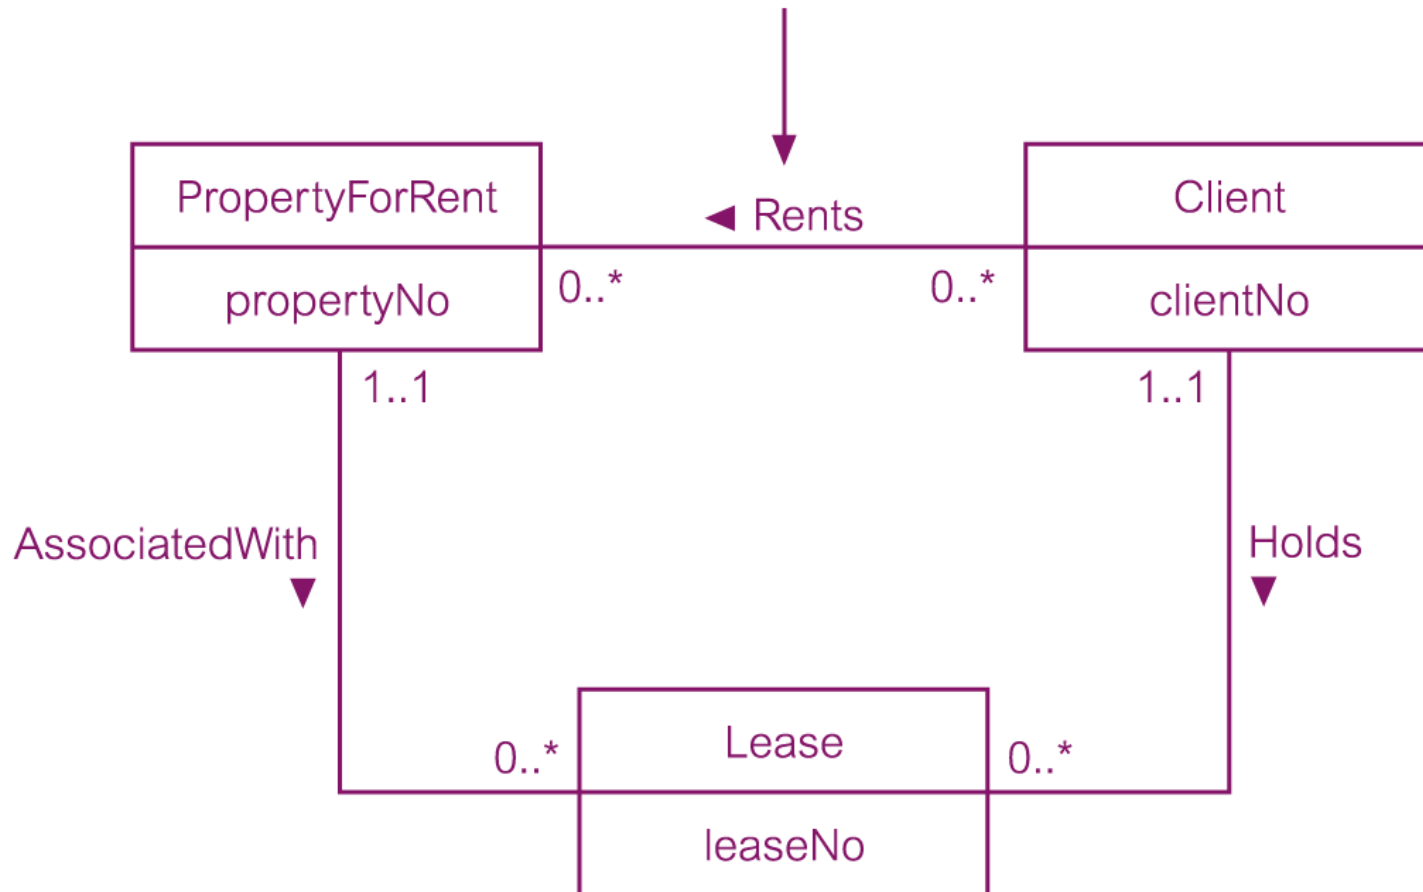 PropertyForRent
◄ Rents
Client
propertyNo
0..*
0..*
clientNo
1..1
1..1
AssociatedWith
▼
Holds
▼
0..*
Lease
0..*
leaseNo